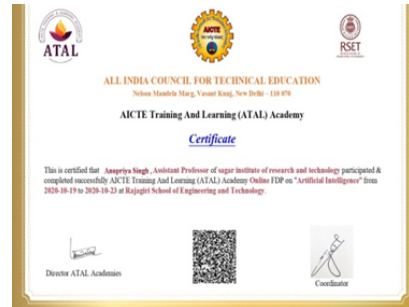 ATAL
AICTE
RSET
ALL INDIA COUNCIL FOR TECHNICAL EDUCATION
Nelson Mandela Marg, Vasant Kunj, New Delhi – 110 070
AICTE Training And Learning (ATAL) Academy
Certificate
This is certified that Anupriya Singh , Assistant Professor of sagar institute of research and technology participated &
completed successfully AICTE Training And Learning (ATAL) Academy Online FDP on "Artificial Intelligence" from
2020-10-19 to 2020-10-23 at Rajagiri School of Engineering and Technology.
Director ATAL Academies
Coordinator